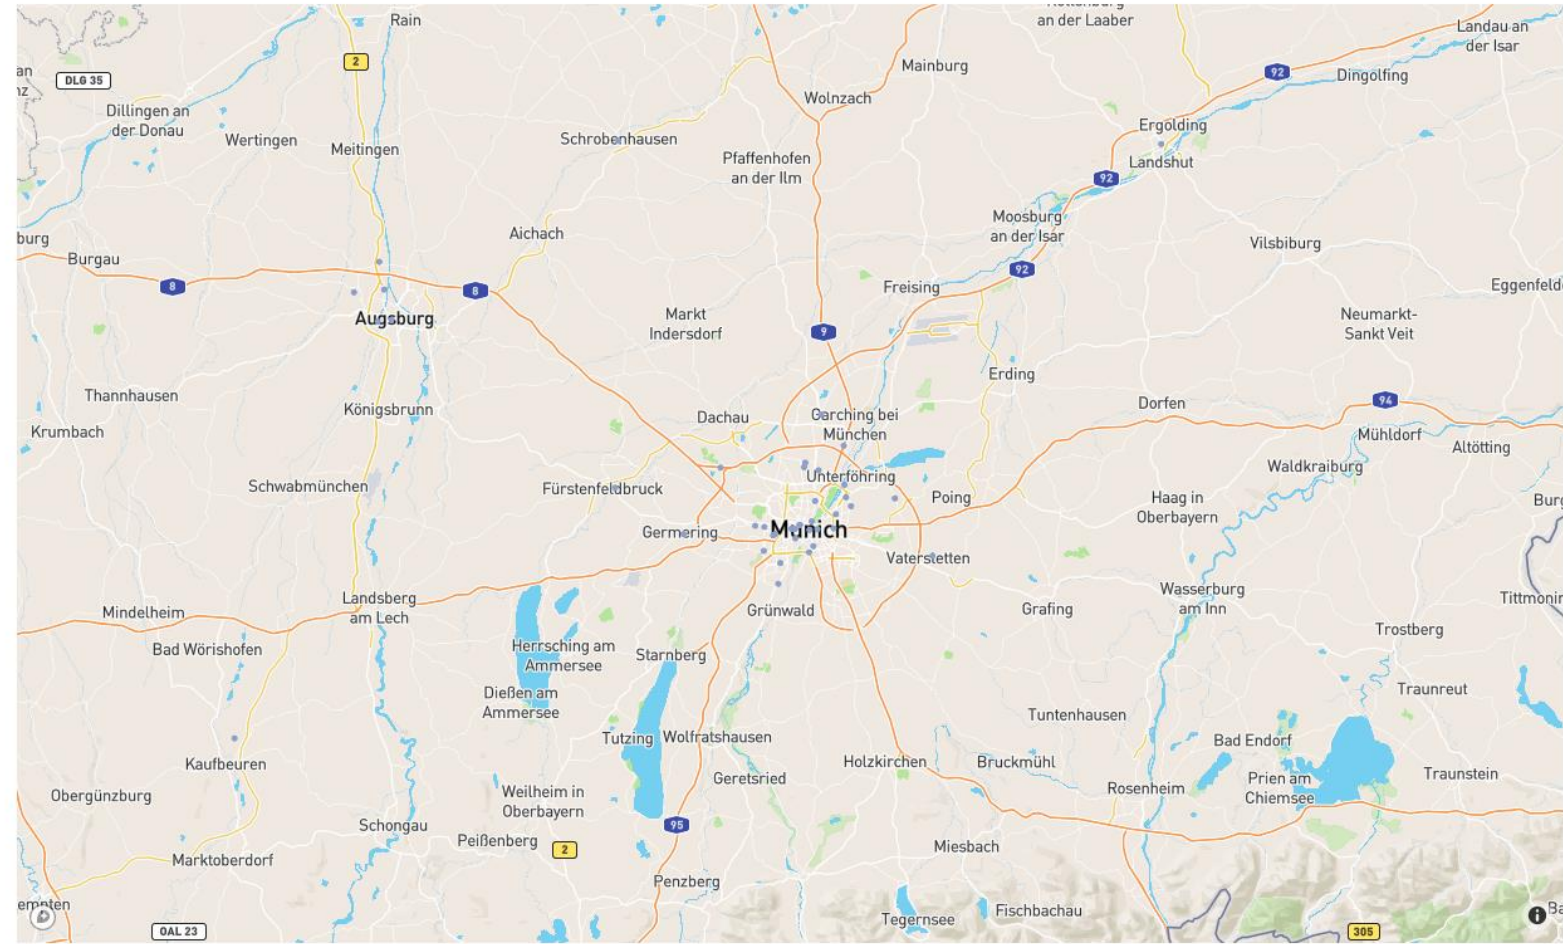 Rain
an der Laaber
Landau an
der Isar
2
92
DLG 35
Mainburg
Dingolfing
Dillingen an
der Donau
Wolnzach
Wertingen
Meitingen
Schrobenhausen
Ergolding
Pfaffenhofen
an der Ilm
Landshut
92
Moosburg
an der Isar
burg
Aichach
Vilsbiburg
Burgau
92
8
8
Freising
Eggenfeld
Augsburg
Markt
Indersdorf
9
Neumarkt-
Sankt Veit
Erding
Thannhausen
Königsbrunn
Dachau
Garching bei
München
Dorfen
94
Krumbach
Mühldorf
Altötting
Waldkraiburg
Schwabmünchen
Fürstenfeldbruck
Unterföhring
Poing
Haag in
Oberbayern
Burg
Germering
Munich
Vaterstetten
Landsberg
am Lech
Wasserburg
am Inn
Mindelheim
Grünwald
Grafing
Tittmonin
Bad Wörishofen
Herrsching am
Ammersee
Starnberg
Trostberg
Dießen am
Ammersee
Traunreut
Tuntenhausen
Tutzing
Wolfratshausen
Bad Endorf
Kaufbeuren
Geretsried
Holzkirchen
Bruckmühl
Prien am
Chiemsee
Traunstein
Obergünzburg
Weilheim in
Oberbayern
Rosenheim
Schongau
95
Peißenberg
2
Miesbach
Marktoberdorf
Penzberg
empten
Tegernsee
Fischbachau
OAL 23
305